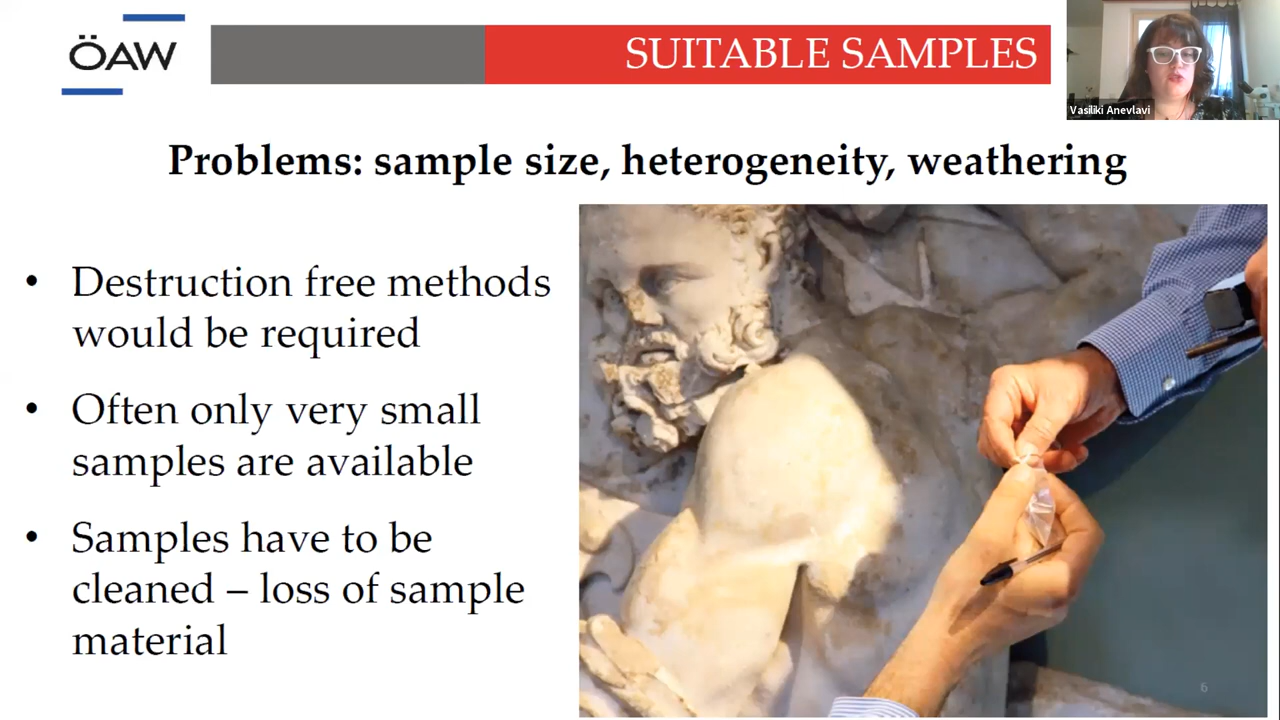 ÖAW
SUITABLE SAMPLES
Vasiliki Anevlavi
Problems: sample size, heterogeneity, weathering
• Destruction free methods
would be required
• Often only very small
samples are available
• Samples have to be
cleaned – loss of sample
material
6